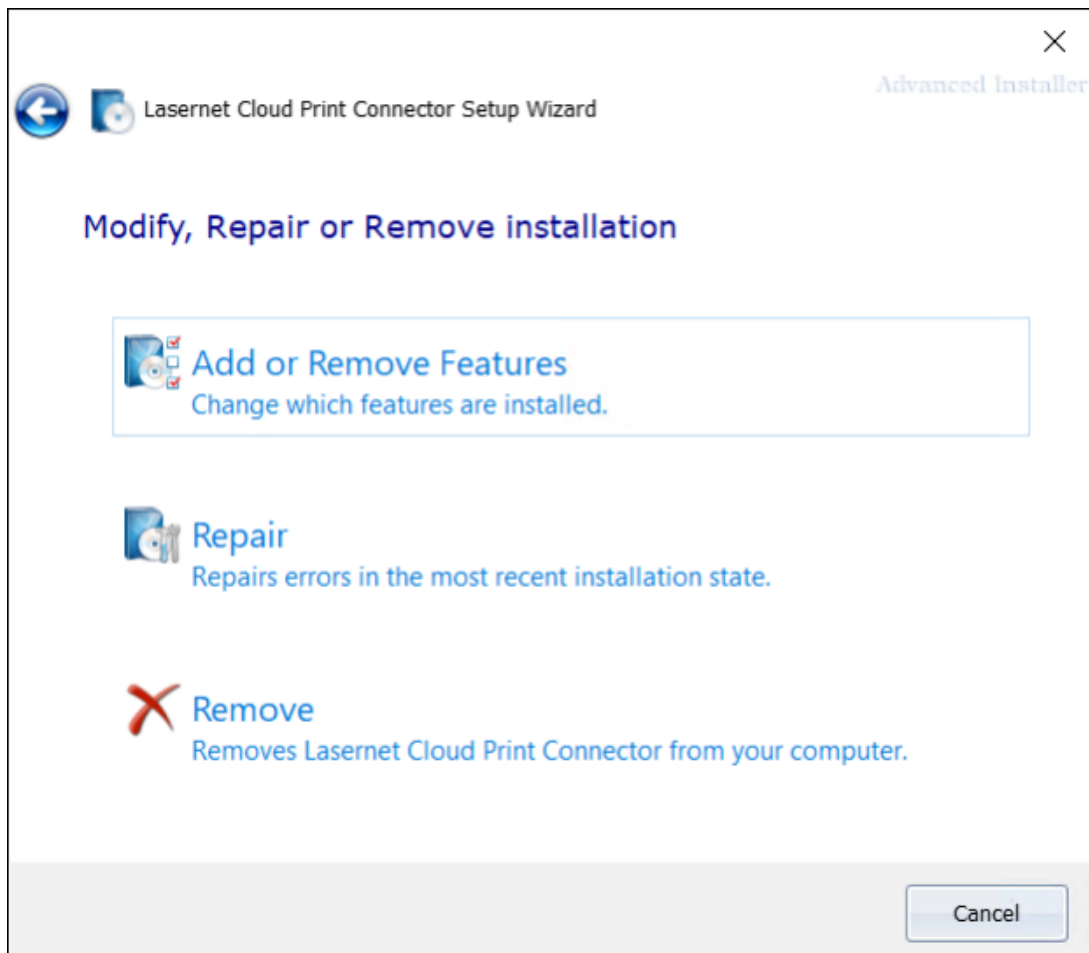 Advanced Installer
Lasernet Cloud Print Connector Setup Wizard
Modify, Repair or Remove installation
Add or Remove Features
Change which features are installed.
Repair
Repairs errors in the most recent installation state.
Remove
Removes Lasernet Cloud Print Connector from your computer.
Cancel